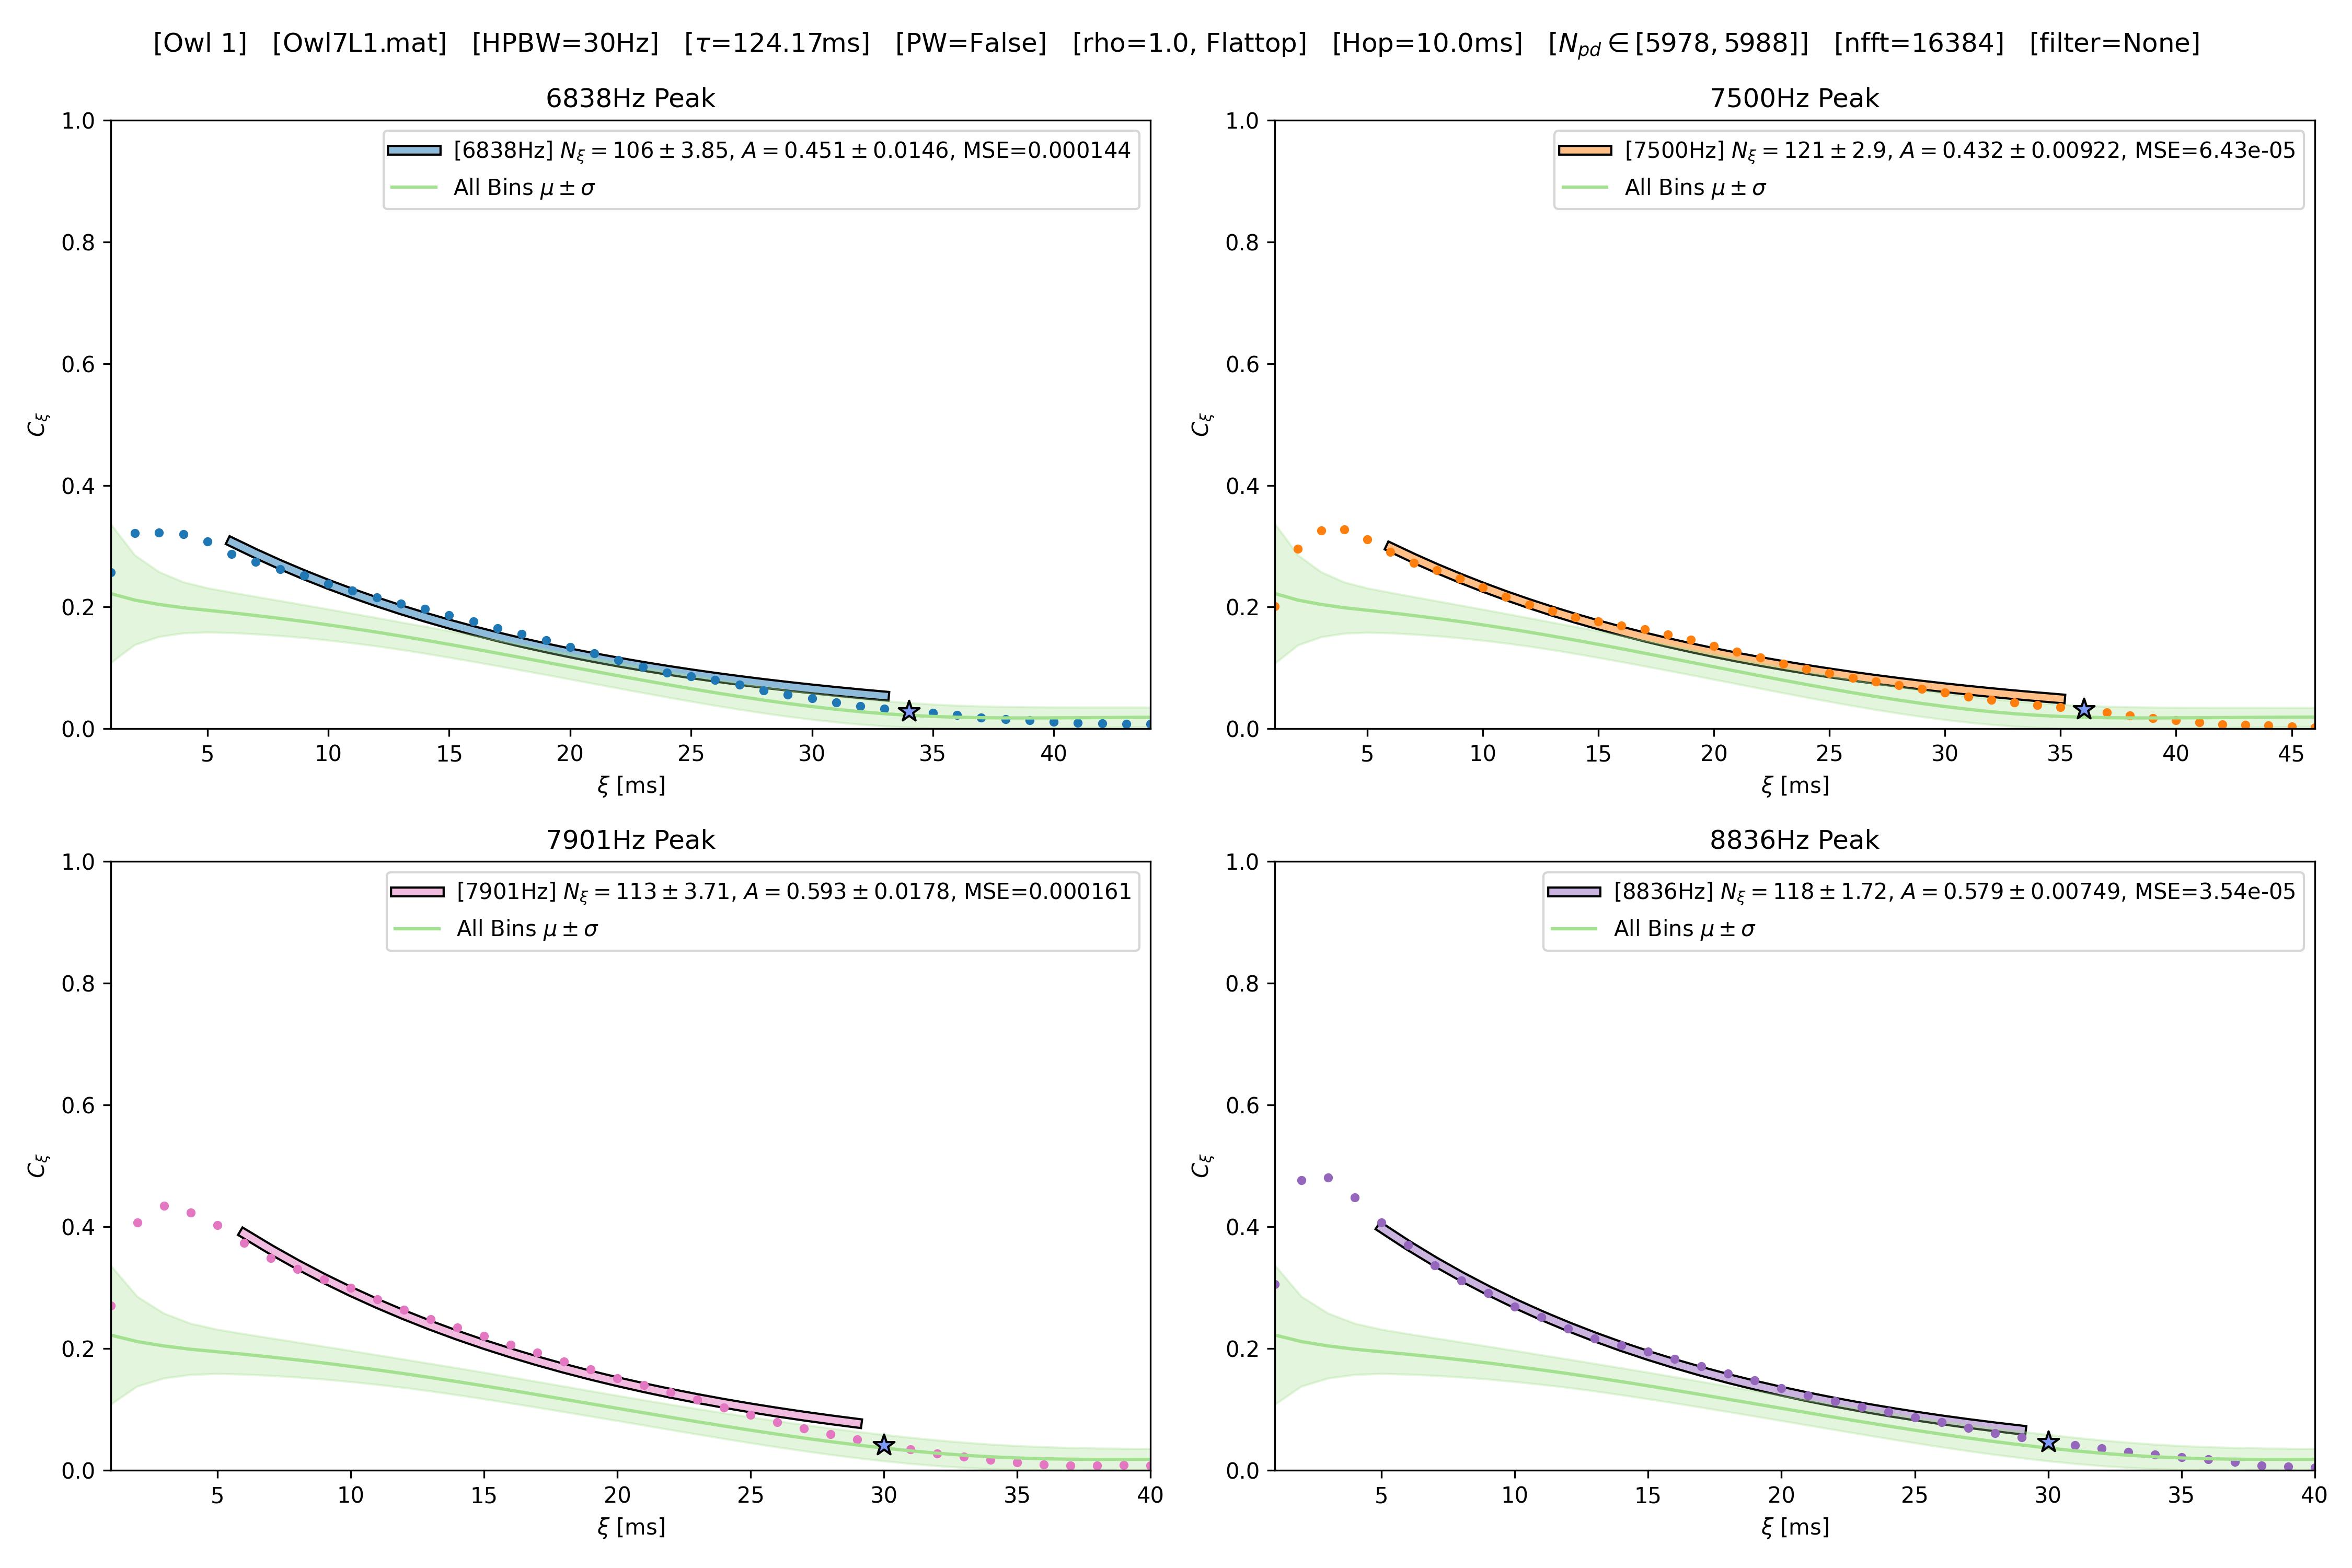 [Owl 1] [Owl7L1.mat] [HPBW=30Hz] [τ=124.17ms] [PW=False] [rho=1.0, Flattop] [Hop=10.0ms] [N_pd ∈ [5978, 5988]] [nfft=16384] [filter=None]
6838Hz Peak
[6838Hz] N_ξ = 106 ± 3.85, A = 0.451 ± 0.0146, MSE=0.000144
All Bins μ ± σ
1.0
0.8
0.6
0.4
0.2
0.0
C_ξ
5 10 15 20 25 30 35 40
ξ [ms]
7500Hz Peak
[7500Hz] N_ξ = 121 ± 2.9, A = 0.432 ± 0.00922, MSE=6.43e-05
All Bins μ ± σ
1.0
0.8
0.6
0.4
0.2
0.0
C_ξ
5 10 15 20 25 30 35 40 45
ξ [ms]
7901Hz Peak
[7901Hz] N_ξ = 113 ± 3.71, A = 0.593 ± 0.0178, MSE=0.000161
All Bins μ ± σ
1.0
0.8
0.6
0.4
0.2
0.0
C_ξ
5 10 15 20 25 30 35 40
ξ [ms]
8836Hz Peak
[8836Hz] N_ξ = 118 ± 1.72, A = 0.579 ± 0.00749, MSE=3.54e-05
All Bins μ ± σ
1.0
0.8
0.6
0.4
0.2
0.0
C_ξ
5 10 15 20 25 30 35 40
ξ [ms]